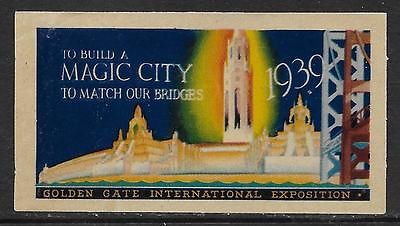 TO BUILD A
MAGIC CITY
TO MATCH OUR BRIDGES
1939
GOLDEN GATE INTERNATIONAL EXPOSITION